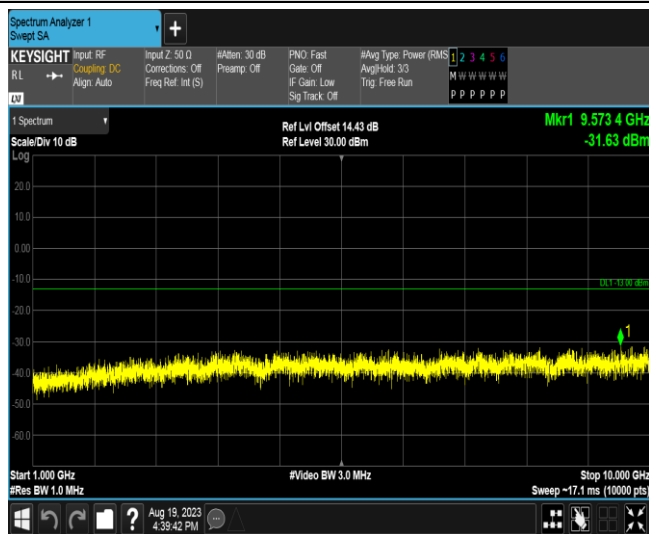 Spectrum Analyzer 1
Swept SA
+
KEYSIGHT
RL
LXI
Input: RF
Coupling: DC
Align: Auto
Input Z: 50 Ω
Corrections: Off
Freq Ref: Int (S)
#Atten: 30 dB
Preamp: Off
PNO: Fast
Gate: Off
IF Gain: Low
Sig Track: Off
#Avg Type: Power (RMS
Avg|Hold: 3/3
Trig: Free Run
1 2 3 4 5 6
M W W W W W
P P P P P P
1 Spectrum
Scale/Div 10 dB
Log
Ref Lvl Offset 14.43 dB
Ref Level 30.00 dBm
Mkr1 9.573 4 GHz
-31.63 dBm
20.0
10.0
0.00
-10.0
DL1 -13.00 dBm
-20.0
-30.0
1
-40.0
-50.0
-60.0
Start 1.000 GHz
#Video BW 3.0 MHz
Stop 10.000 GHz
#Res BW 1.0 MHz
Sweep ~17.1 ms (10000 pts)
?
Aug 19, 2023
4:39:42 PM